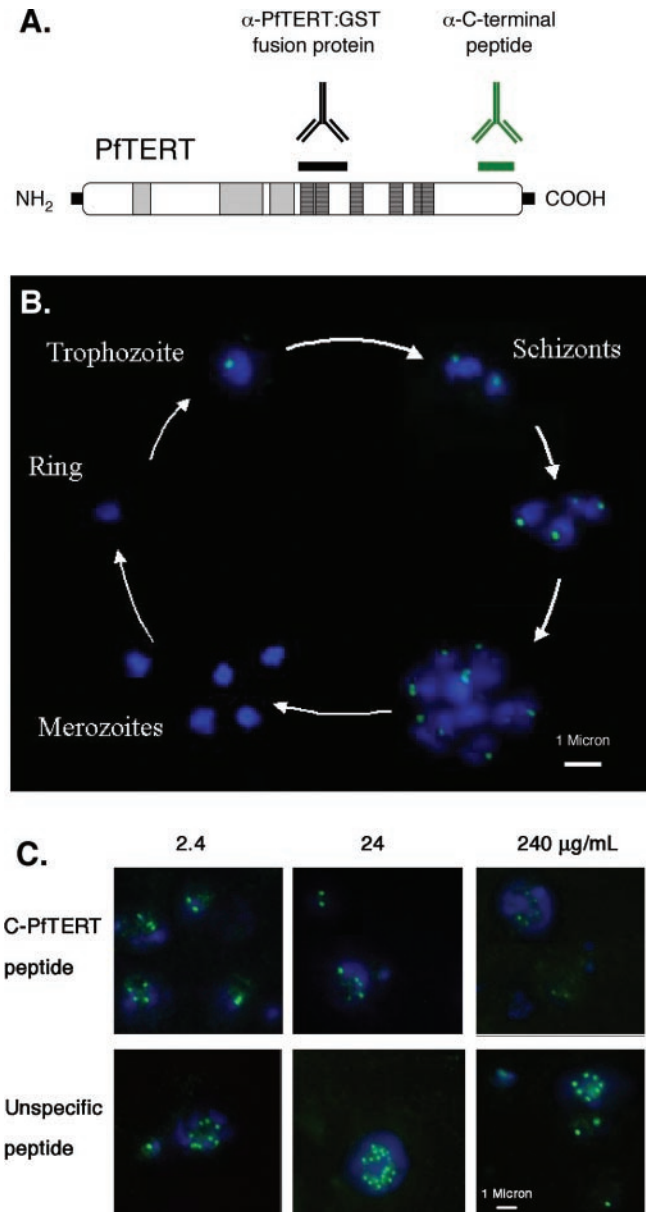 A.
α-PfTERT:GST
fusion protein
α-C-terminal
peptide
PfTERT
NH2
COOH
B.
Trophozoite
Schizonts
Ring
Merozoites
1 Micron
C.
2.4
24
240 µg/mL
C-PfTERT
peptide
Unspecific
peptide
1 Micron